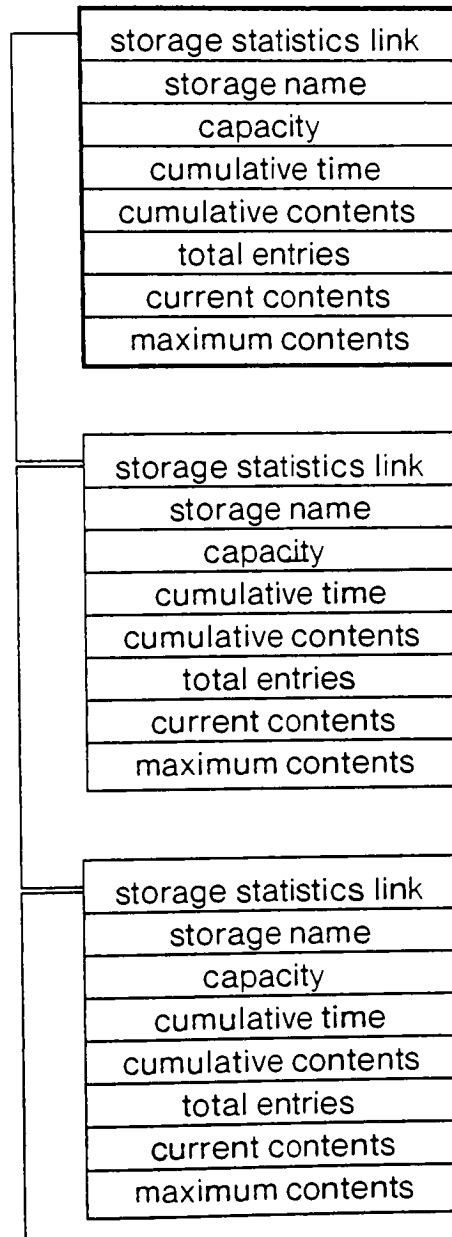 storage statistics link
storage name
capacity
cumulative time
cumulative contents
total entries
current contents
maximum contents
storage statistics link
storage name
capacity
cumulative time
cumulative contents
total entries
current contents
maximum contents
storage statistics link
storage name
capacity
cumulative time
cumulative contents
total entries
current contents
maximum contents